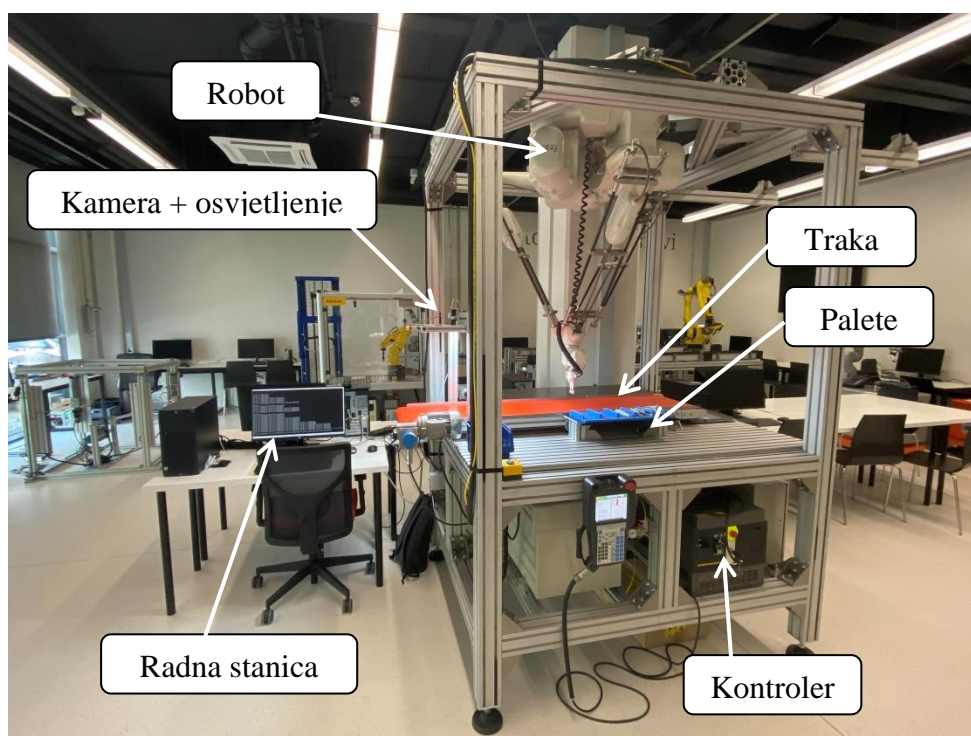 Robot
Kamera + osvjetljenje
Traka
Palete
Radna stanica
Kontroler